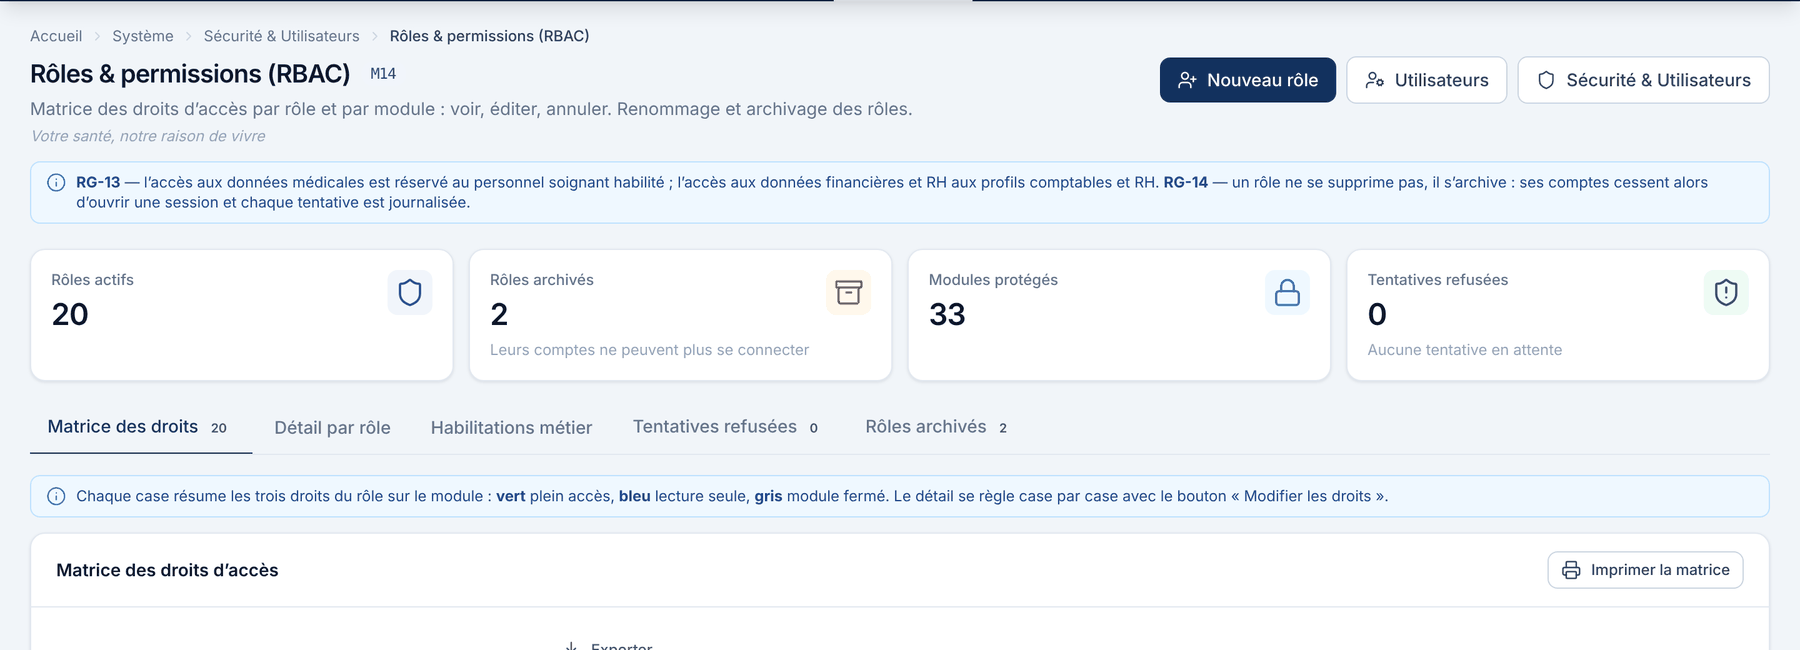 Accueil > Système > Sécurité & Utilisateurs > Rôles & permissions (RBAC)
Rôles & permissions (RBAC) M14
Nouveau rôle
Utilisateurs
Sécurité & Utilisateurs
Matrice des droits d’accès par rôle et par module : voir, éditer, annuler. Renommage et archivage des rôles.
Votre santé, notre raison de vivre
RG-13 — l’accès aux données médicales est réservé au personnel soignant habilité ; l’accès aux données financières et RH aux profils comptables et RH. RG-14 — un rôle ne se supprime pas, il s’archive : ses comptes cessent alors
d’ouvrir une session et chaque tentative est journalisée.
Rôles actifs
20
Rôles archivés
2
Leurs comptes ne peuvent plus se connecter
Modules protégés
33
Tentatives refusées
0
Aucune tentative en attente
Matrice des droits 20 Détail par rôle Habilitations métier Tentatives refusées 0 Rôles archivés 2
Chaque case résume les trois droits du rôle sur le module : vert plein accès, bleu lecture seule, gris module fermé. Le détail se règle case par case avec le bouton « Modifier les droits ».
Matrice des droits d’accès
Imprimer la matrice
Exporter